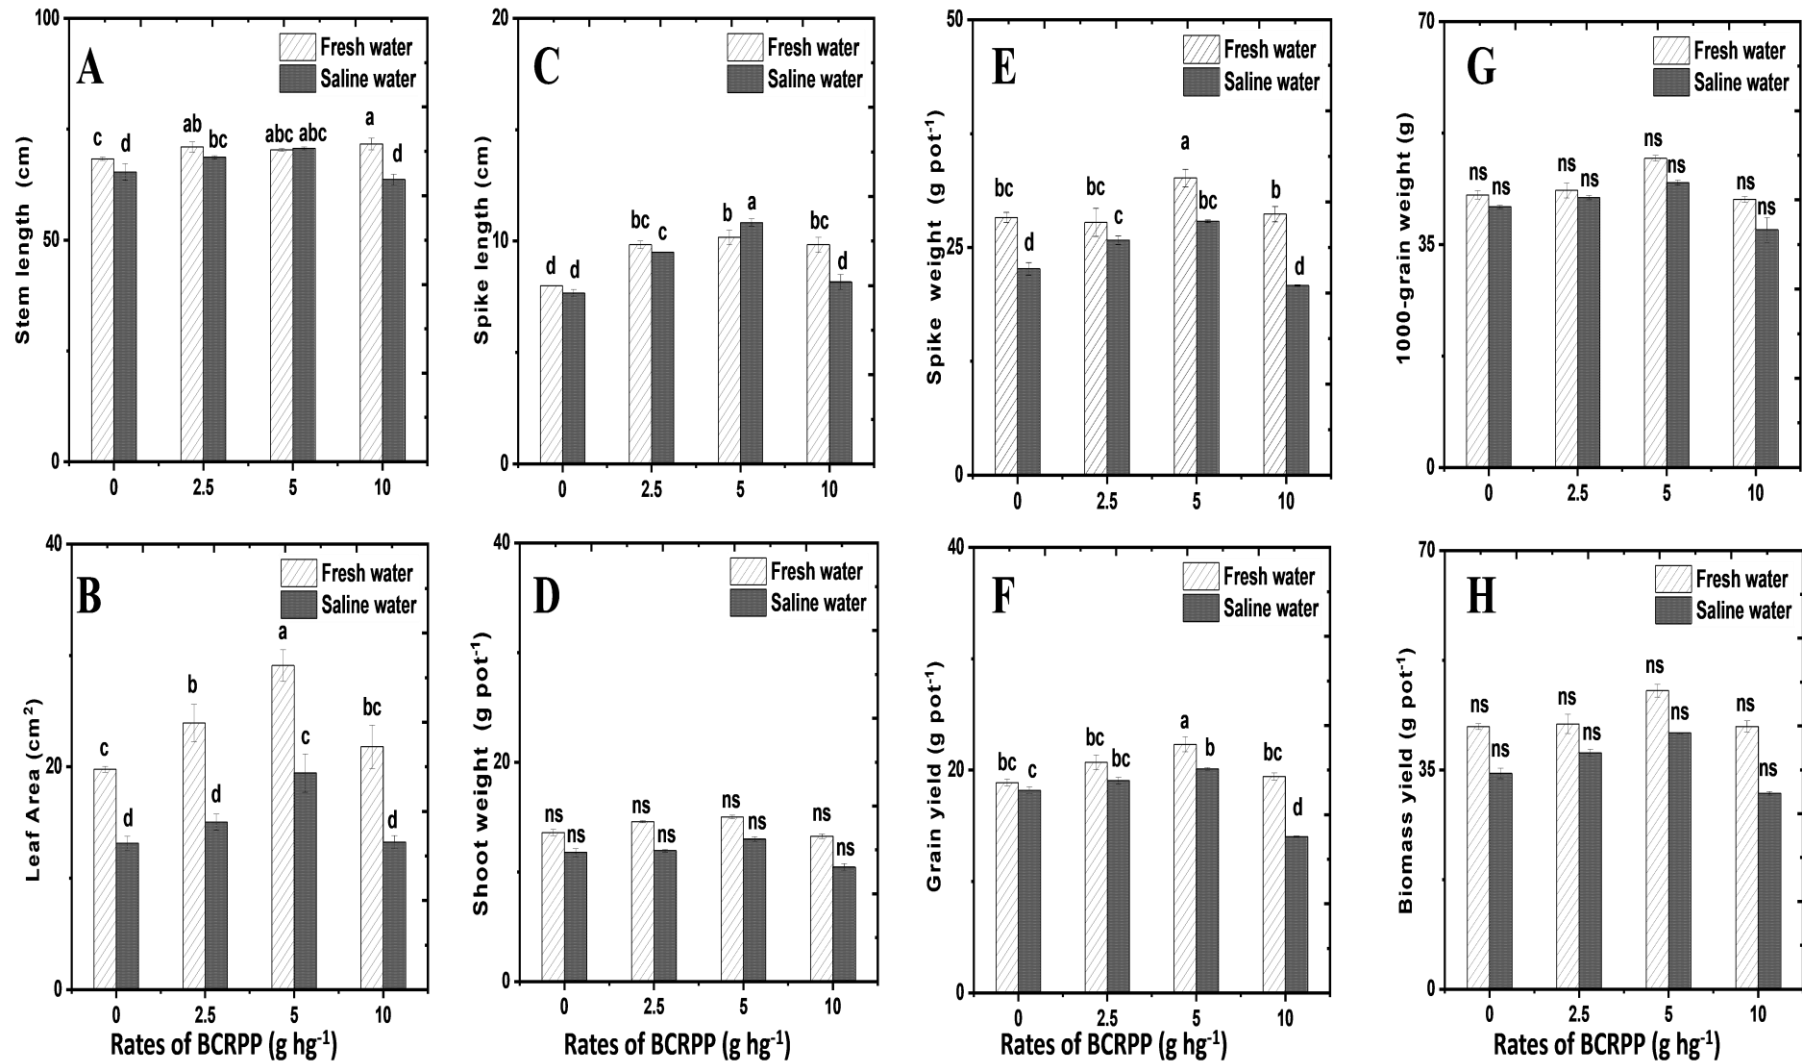 A
Fresh water
Saline water
Stem length (cm)
100
50
0
c d ab bc abc abc a d
0 2.5 5 10
C
Fresh water
Saline water
Spike length (cm)
20
10
0
d d bc c b a bc d
0 2.5 5 10
E
Fresh water
Saline water
Spike weight (g pot⁻¹)
50
25
0
bc d bc c a bc b d
0 2.5 5 10
G
Fresh water
Saline water
1000-grain weight (g)
70
35
0
ns ns ns ns ns ns ns ns
0 2.5 5 10
B
Fresh water
Saline water
Leaf Area (cm²)
40
20
0
c d b d a c bc d
0 2.5 5 10
Rates of BCRPP (g hg⁻¹)
D
Fresh water
Saline water
Shoot weight (g pot⁻¹)
40
20
0
ns ns ns ns ns ns ns ns
0 2.5 5 10
Rates of BCRPP (g hg⁻¹)
F
Fresh water
Saline water
Grain yield (g pot⁻¹)
40
20
0
bc c bc bc a b bc d
0 2.5 5 10
Rates of BCRPP (g hg⁻¹)
H
Fresh water
Saline water
Biomass yield (g pot⁻¹)
70
35
0
ns ns ns ns ns ns ns ns
0 2.5 5 10
Rates of BCRPP (g hg⁻¹)